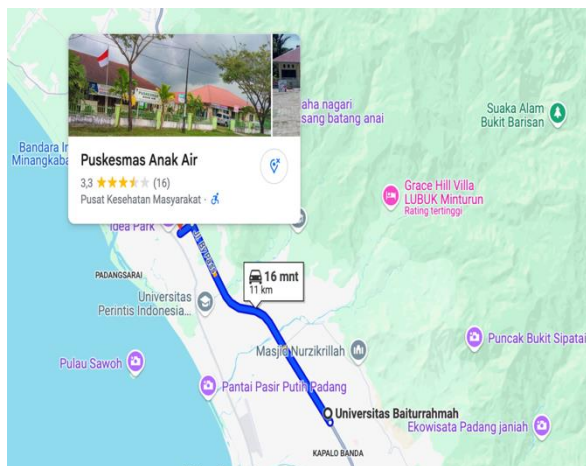 aha nagari
sang batang anai
Suaka Alam
Bukit Barisan
Bandara In
Minangkaba
Puskesmas Anak Air
3,3 (16)
Pusat Kesehatan Masyarakat ·
Grace Hill Villa
LUBUK Minturun
Rating tertinggi
Idea Park
PADANGSARAI
16 mnt
11 km
Universitas
Perintis Indonesia...
Masjid Nurzikrillah
Puncak Bukit Sipatai
Pulau Sawoh
Pantai Pasir Putih Padang
Universitas Baiturrahmah
Ekowisata Padang janiah
KAPALO BANDA